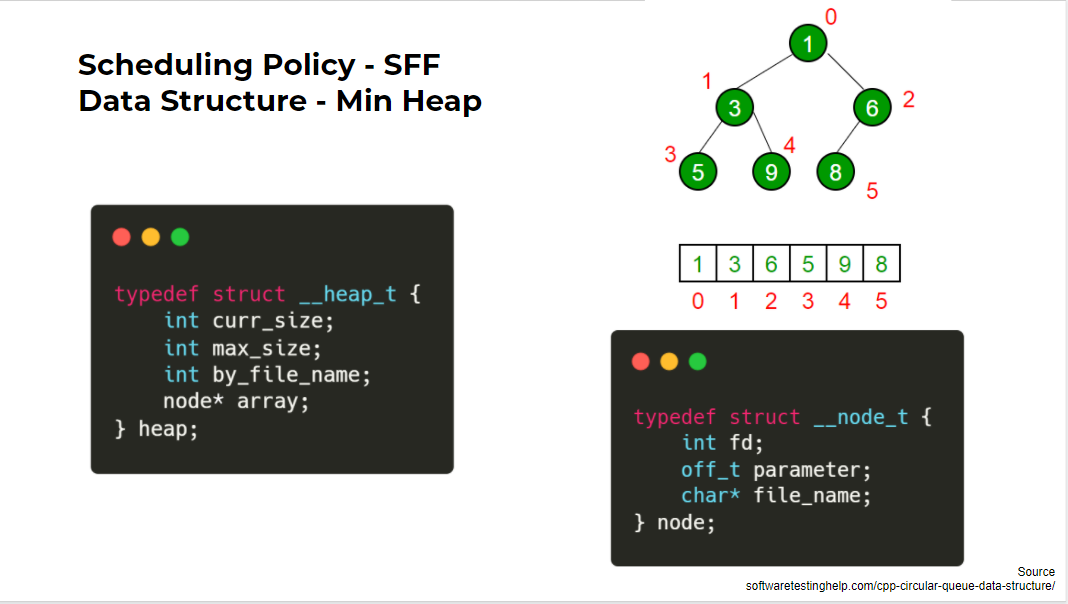 Scheduling Policy - SFF
Data Structure - Min Heap
0
1
1
3
6
2
3
4
5
9
8
5
1 3 6 5 9 8
0 1 2 3 4 5
typedef struct __heap_t {
    int curr_size;
    int max_size;
    int by_file_name;
    node* array;
} heap;
typedef struct __node_t {
    int fd;
    off_t parameter;
    char* file_name;
} node;
Source
softwaretestinghelp.com/cpp-circular-queue-data-structure/